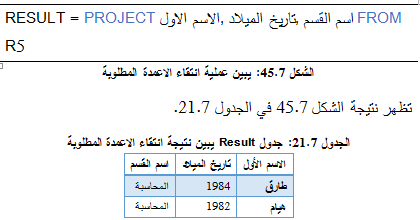 RESULT = PROJECT اسم القسم ,تاريخ الميلاد ,الاسم الاول FROM
R5
الشكل 45.7: يبين عملية انتقاء الاعمدة المطلوبة
تظهر نتيجة الشكل 45.7 في الجدول 21.7.
الجدول 21.7: جدول Result يبين نتيجة انتقاء الاعمدة المطلوبة
الاسم الأول تاريخ الميلاد اسم القسم
طارق 1984 المحاسبة
هيام 1982 المحاسبة